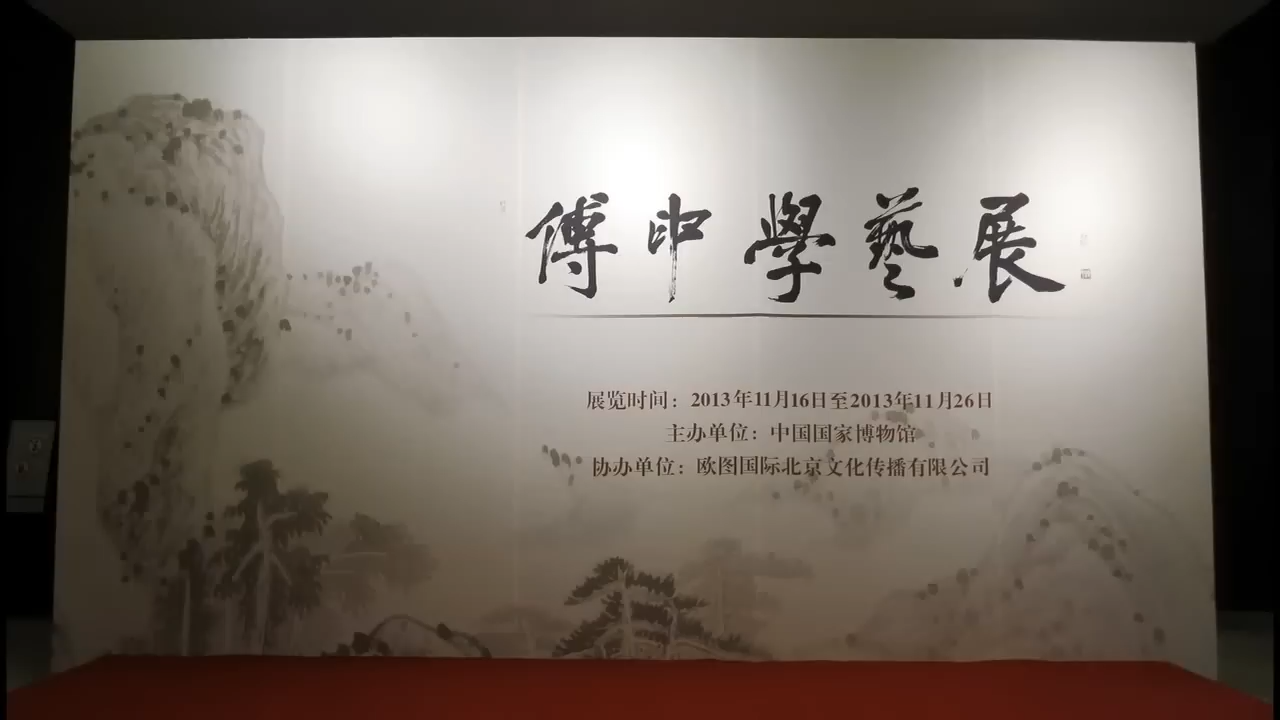 傅申學藝展
展览时间：2013年11月16日至2013年11月26日
主办单位：中国国家博物馆
协办单位：欧图国际北京文化传播有限公司